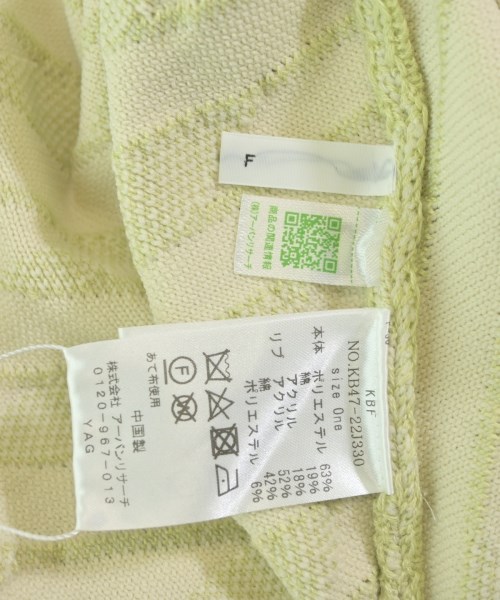 F
商品の関連情報
(株)アーバンリサーチ
KBF
NO.KB47-22J330
size One
本体 ポリエステル 63%
綿 19%
アクリル 18%
リブ アクリル 52%
綿 42%
ポリエステル 6%
F
あて布使用
中国製
株式会社 アーバンリサーチ
0120-967-013
YAG